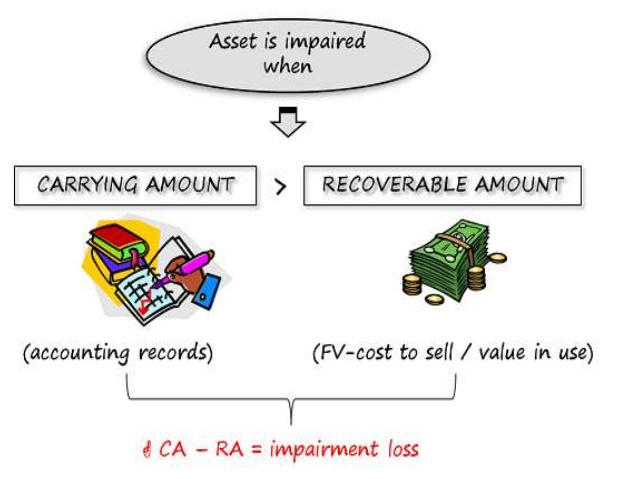 Asset is impaired
when
CARRYING AMOUNT > RECOVERABLE AMOUNT
(accounting records) (FV-cost to sell / value in use)
CA – RA = impairment loss